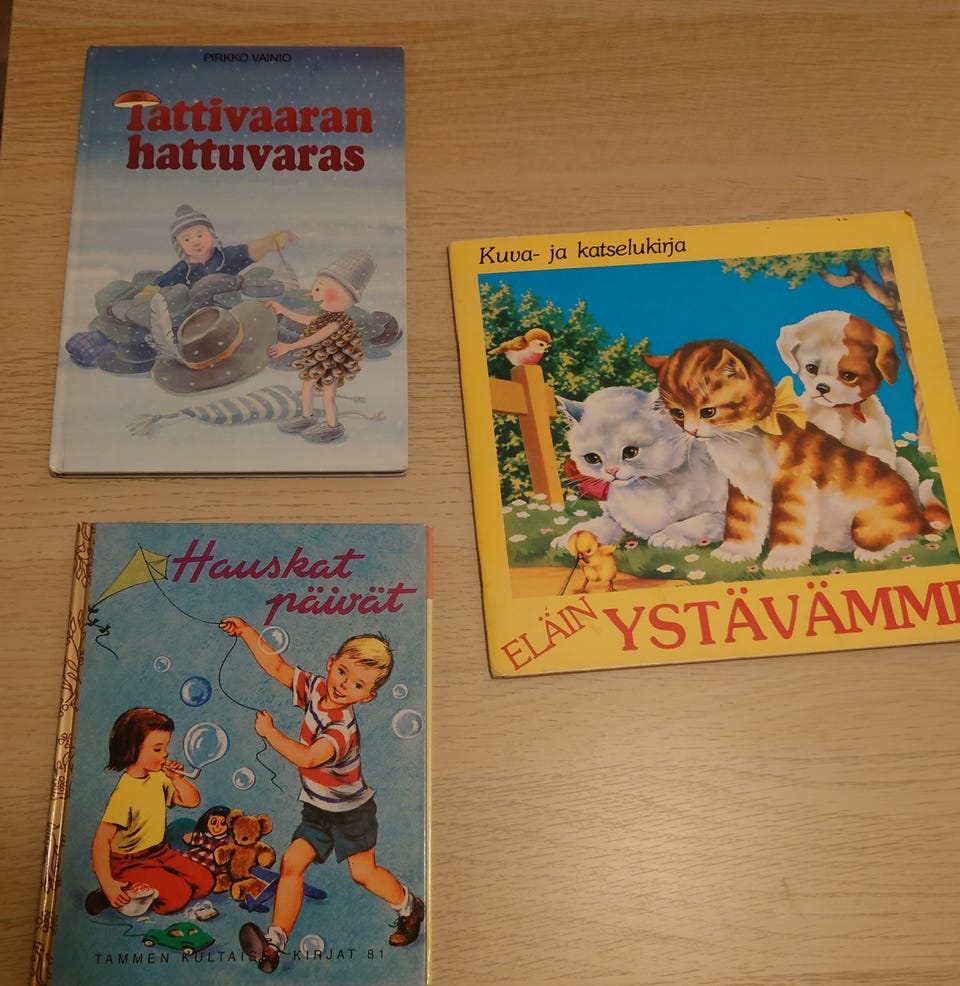 PIRKKO VAINIO
Tattivaaran
hattuvaras
Kuva- ja katselukirja
ELÄIN YSTÄVÄMME
Hauskat
päivät
TAMMEN KULTAISET KIRJAT 81